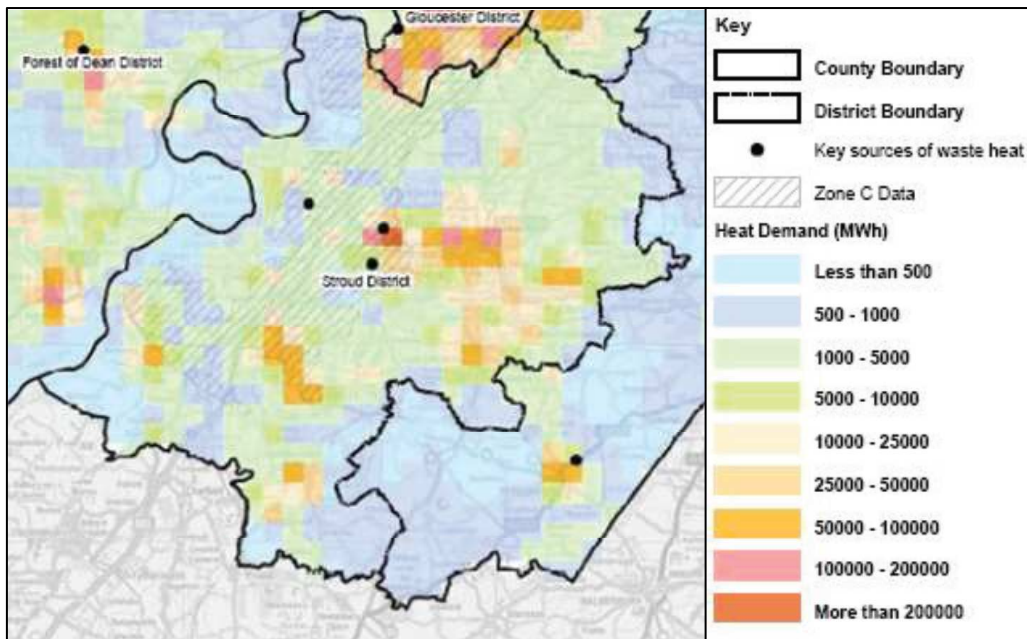 Gloucester District
Forest of Dean District
Stroud District
Key
County Boundary
District Boundary
Key sources of waste heat
Zone C Data
Heat Demand (MWh)
Less than 500
500 - 1000
1000 - 5000
5000 - 10000
10000 - 25000
25000 - 50000
50000 - 100000
100000 - 200000
More than 200000